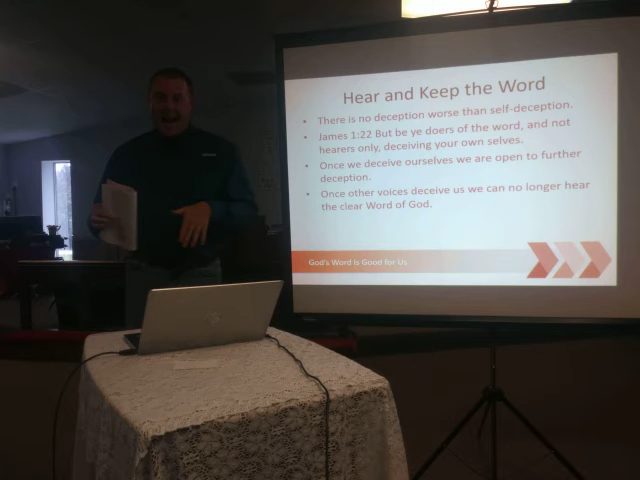 Hear and Keep the Word
• There is no deception worse than self-deception.
• James 1:22 But be ye doers of the word, and not
hearers only, deceiving your own selves.
• Once we deceive ourselves we are open to further
deception.
• Once other voices deceive us we can no longer hear
the clear Word of God.
God's Word Is Good for Us